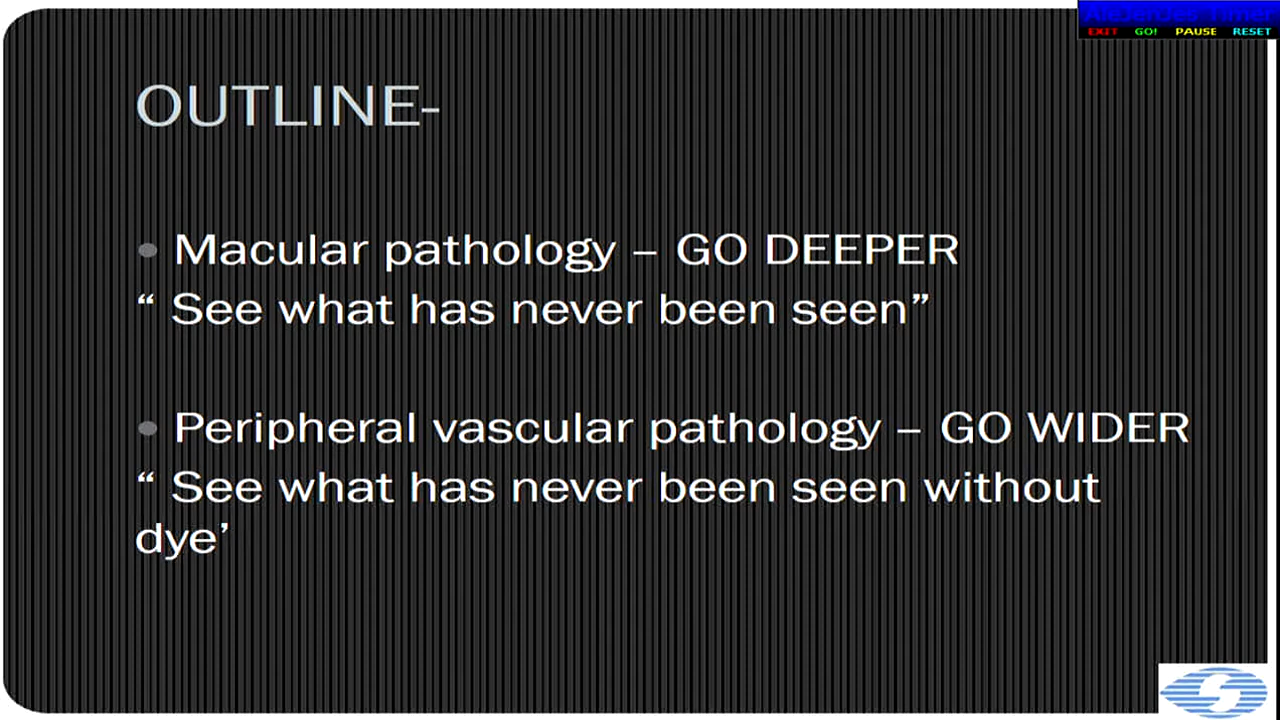 EXIT GO! PAUSE RESET
OUTLINE-
• Macular pathology – GO DEEPER
“ See what has never been seen”
• Peripheral vascular pathology – GO WIDER
“ See what has never been seen without
dye’